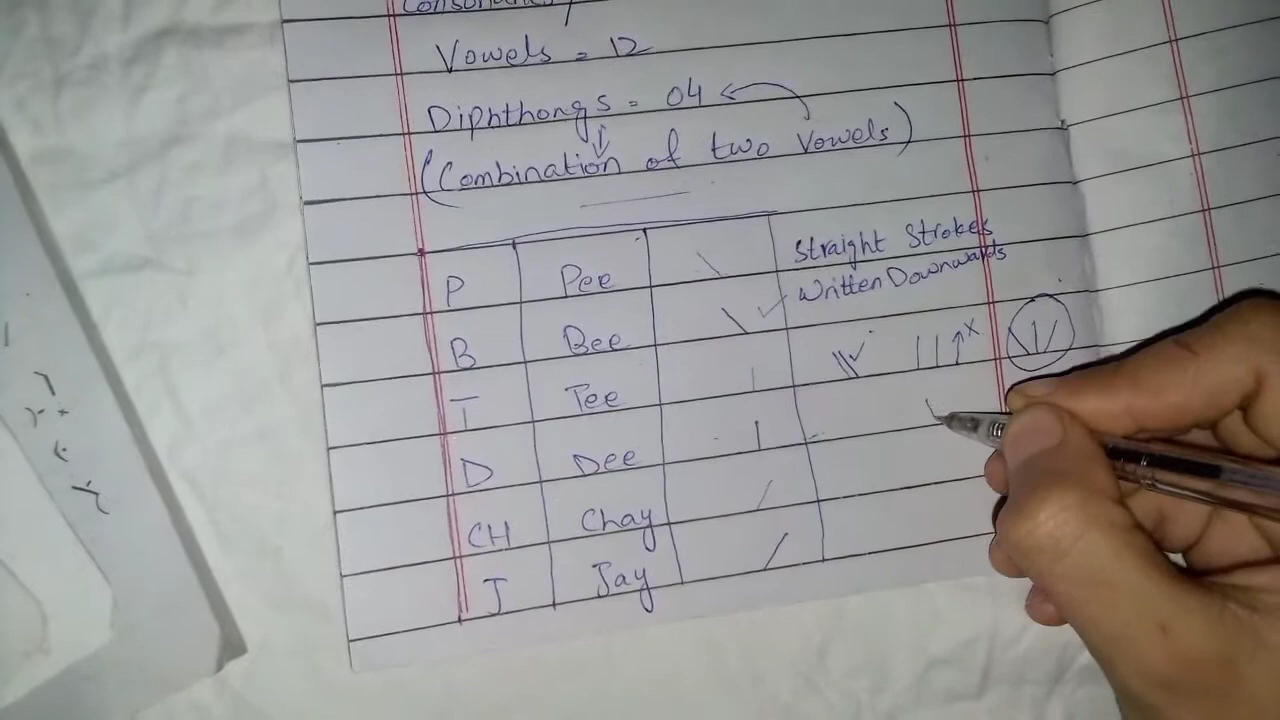 Vowels = 12
Diphthongs = 04
(Combination of two Vowels)
P Pee \ Straight Strokes
Written Downwards
B Bee \
T Tee |
D Dee |
CH Chay /
J Jay /